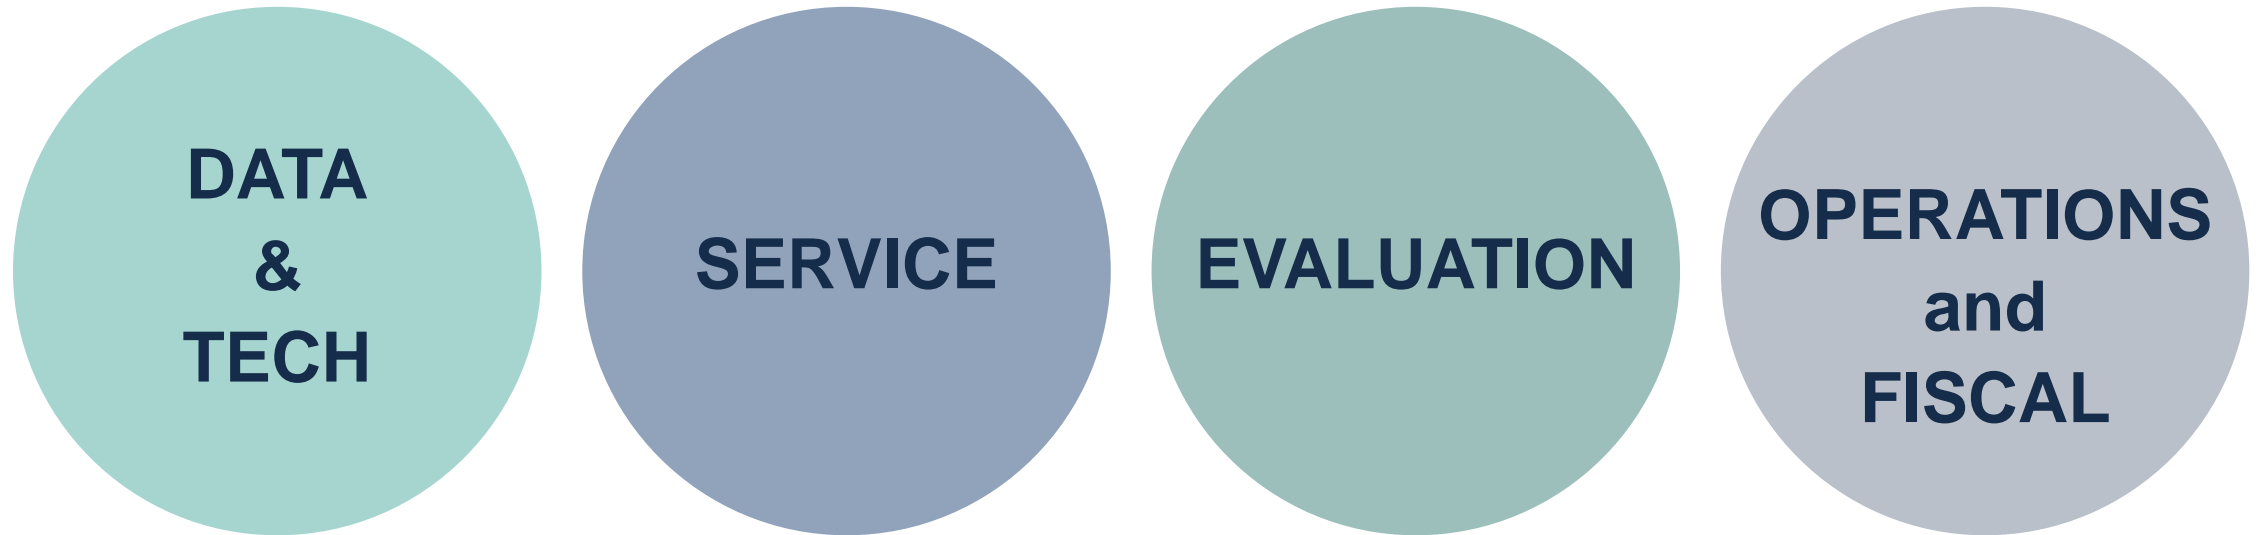 DATA
&
TECH
SERVICE
EVALUATION
OPERATIONS
and
FISCAL